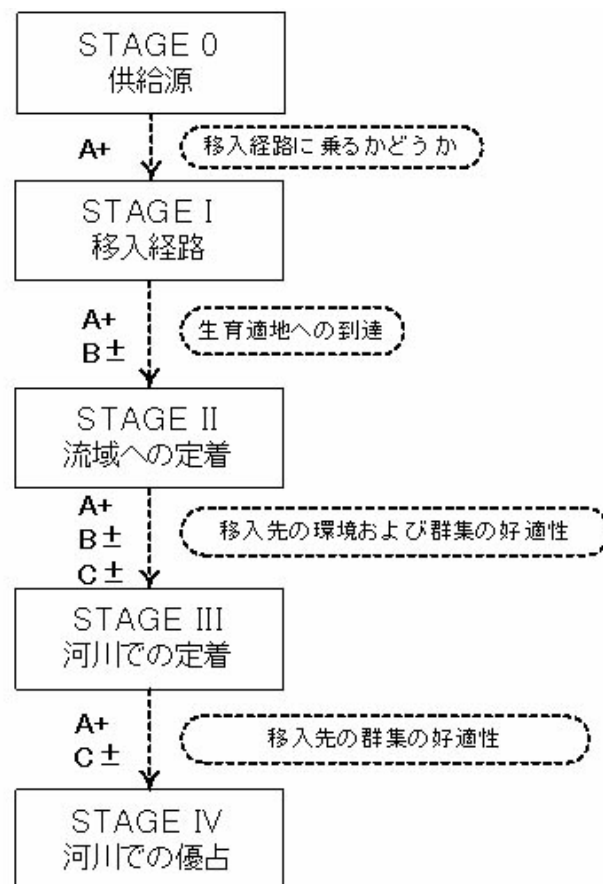 STAGE 0
供給源
A+
移入経路に乗るかどうか
STAGE I
移入経路
A+
B±
生育適地への到達
STAGE II
流域への定着
A+
B±
C±
移入先の環境および群集の好適性
STAGE III
河川での定着
A+
C±
移入先の群集の好適性
STAGE IV
河川での優占